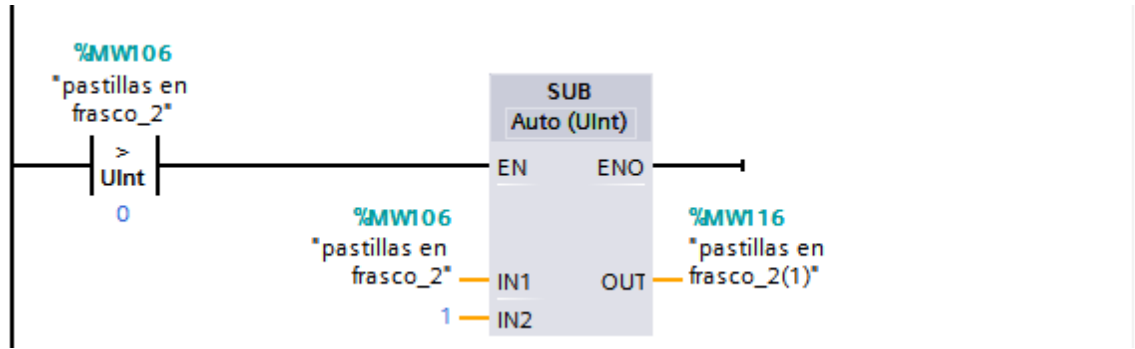 %MW106
"pastillas en
frasco_2"
>
UInt
0
SUB
Auto (UInt)
EN
ENO
%MW106
"pastillas en
frasco_2"
IN1
1
IN2
%MW116
"pastillas en
frasco_2(1)"
OUT